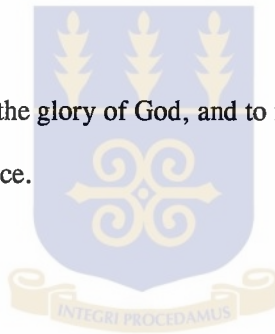 the glory of God, and to
ce.
INTEGRI PROCEDAMUS